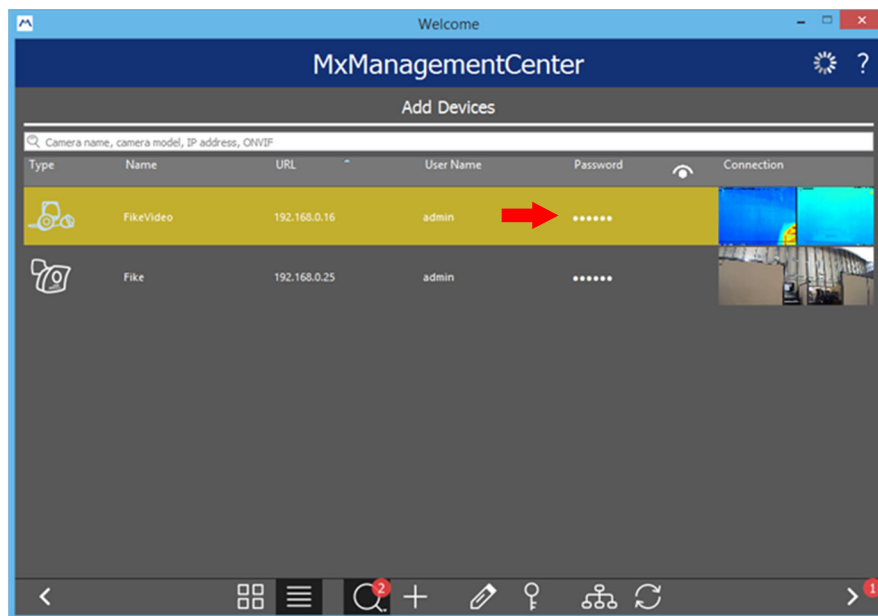 Welcome
MxManagementCenter
?
Add Devices
Camera name, camera model, IP address, ONVIF
Type Name URL User Name Password Connection
FikeVideo 192.168.0.16 admin ••••••
Fike 192.168.0.25 admin ••••••
2
1